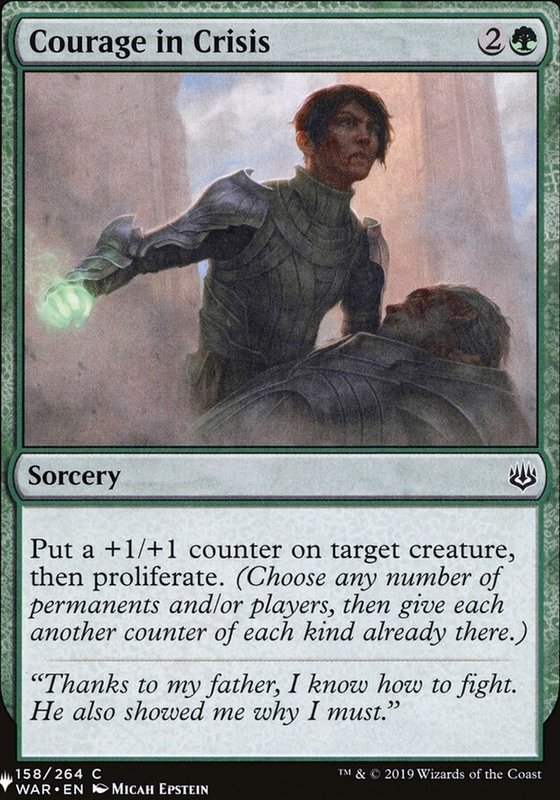 Courage in Crisis 2
Sorcery
Put a +1/+1 counter on target creature,
then proliferate. (Choose any number of
permanents and/or players, then give each
another counter of each kind already there.)
“Thanks to my father, I know how to fight.
He also showed me why I must.”
158/264 C
WAR • EN Micah Epstein
™ & © 2019 Wizards of the Coast